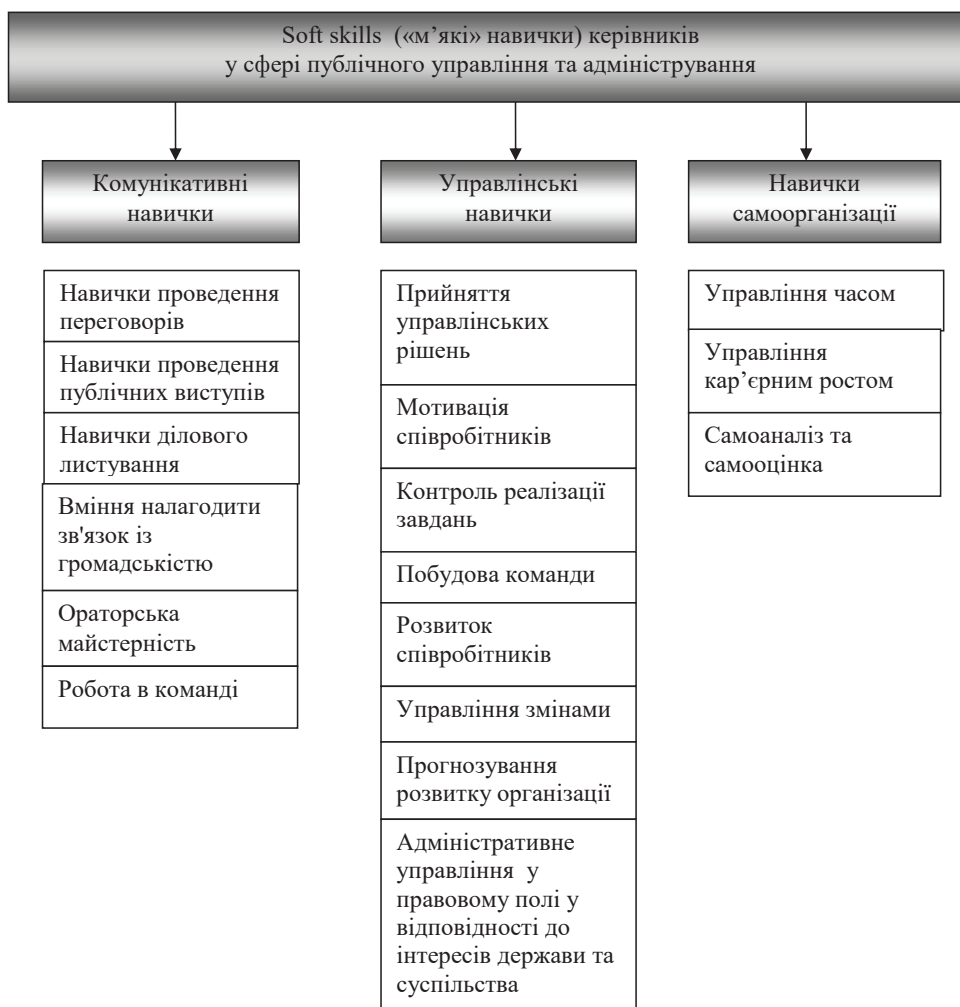 Soft skills («м’які» навички) керівників
у сфері публічного управління та адміністрування
Комунікативні
навички
Навички проведення
переговорів
Навички проведення
публічних виступів
Навички ділового
листування
Вміння налагодити
зв'язок із
громадськістю
Ораторська
майстерність
Робота в команді
Управлінські
навички
Прийняття
управлінських
рішень
Мотивація
співробітників
Контроль реалізації
завдань
Побудова команди
Розвиток
співробітників
Управління змінами
Прогнозування
розвитку організації
Адміністративне
управління у
правовому полі у
відповідності до
інтересів держави та
суспільства
Навички
самоорганізації
Управління часом
Управління
кар’єрним ростом
Самоаналіз та
самооцінка